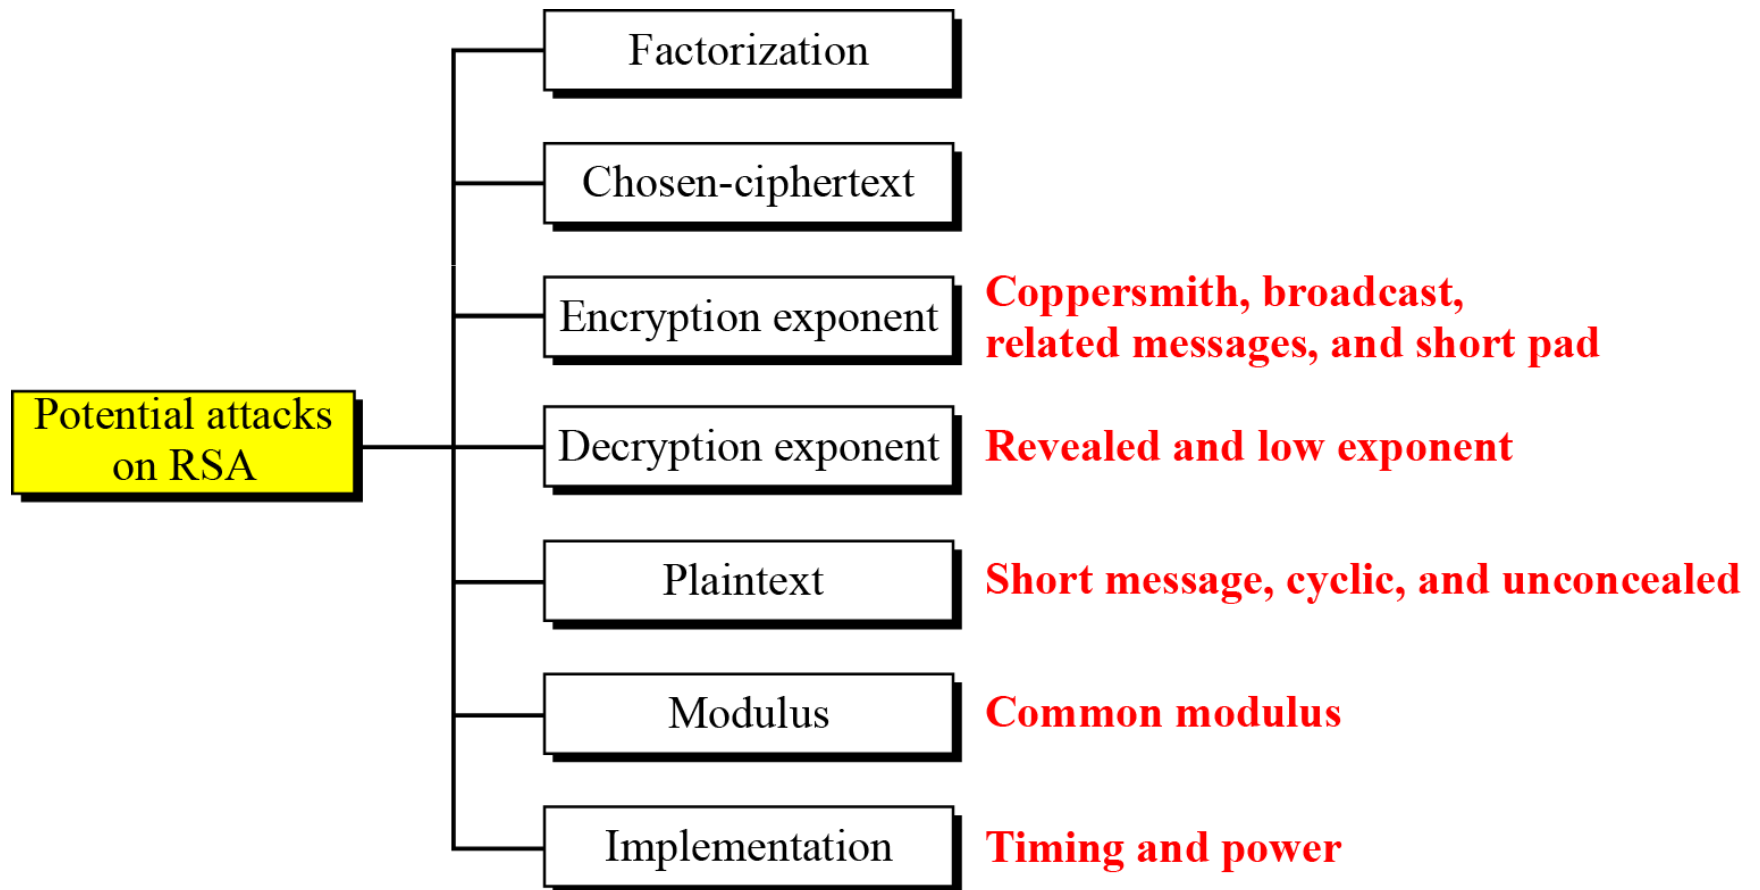 Factorization
Chosen-ciphertext
Encryption exponent
Coppersmith, broadcast,
related messages, and short pad
Potential attacks
on RSA
Decryption exponent
Revealed and low exponent
Plaintext
Short message, cyclic, and unconcealed
Modulus
Common modulus
Implementation
Timing and power